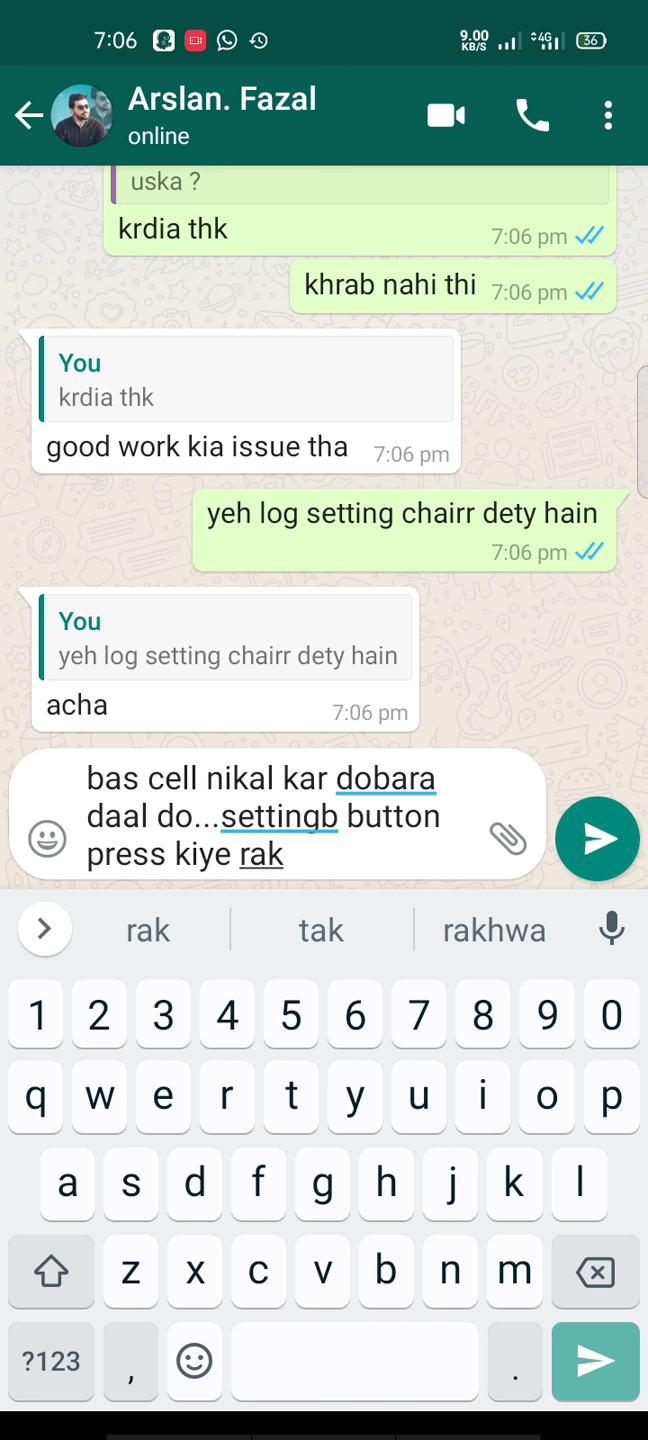 7:06
9.00
KB/S
4G
36
Arslan. Fazal
online
uska ?
krdia thk
7:06 pm
khrab nahi thi
7:06 pm
You
krdia thk
good work kia issue tha
7:06 pm
yeh log setting chairr dety hain
7:06 pm
You
yeh log setting chairr dety hain
acha
7:06 pm
bas cell nikal kar dobara
daal do...settingb button
press kiye rak
rak tak rakhwa
1 2 3 4 5 6 7 8 9 0
q w e r t y u i o p
a s d f g h j k l
z x c v b n m
?123 , .